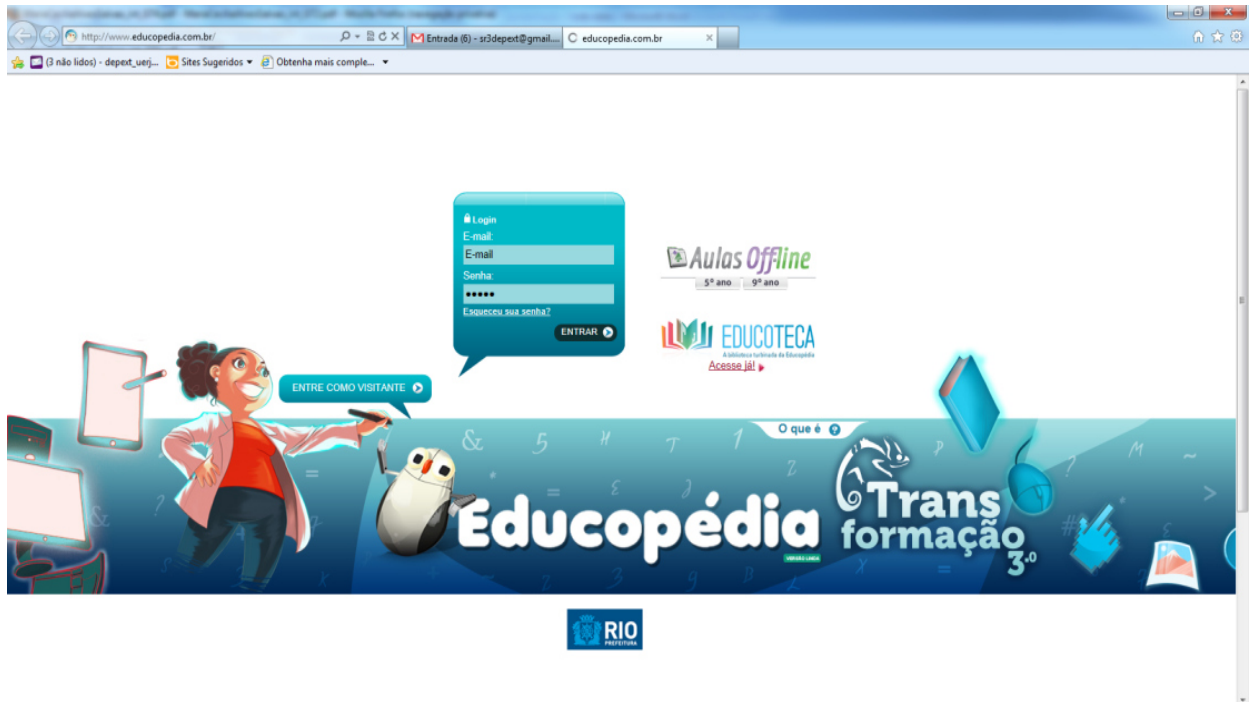 http://www.educopedia.com.br/
Entrada (6) - sr3depext@gmail....
educopedia.com.br
(3 não lidos) - depext_uerj...
Sites Sugeridos
Obtenha mais comple...
Login
E-mail:
E-mail
Senha:
•••••
Esqueceu sua senha?
ENTRAR
Aulas Offline
5º ano 9º ano
EDUCOTECA
A biblioteca turbinada da Educopédia
Acesse já!
ENTRE COMO VISITANTE
O que é ?
Educopédia
Trans
formação
3.0
RIO
PREFEITURA